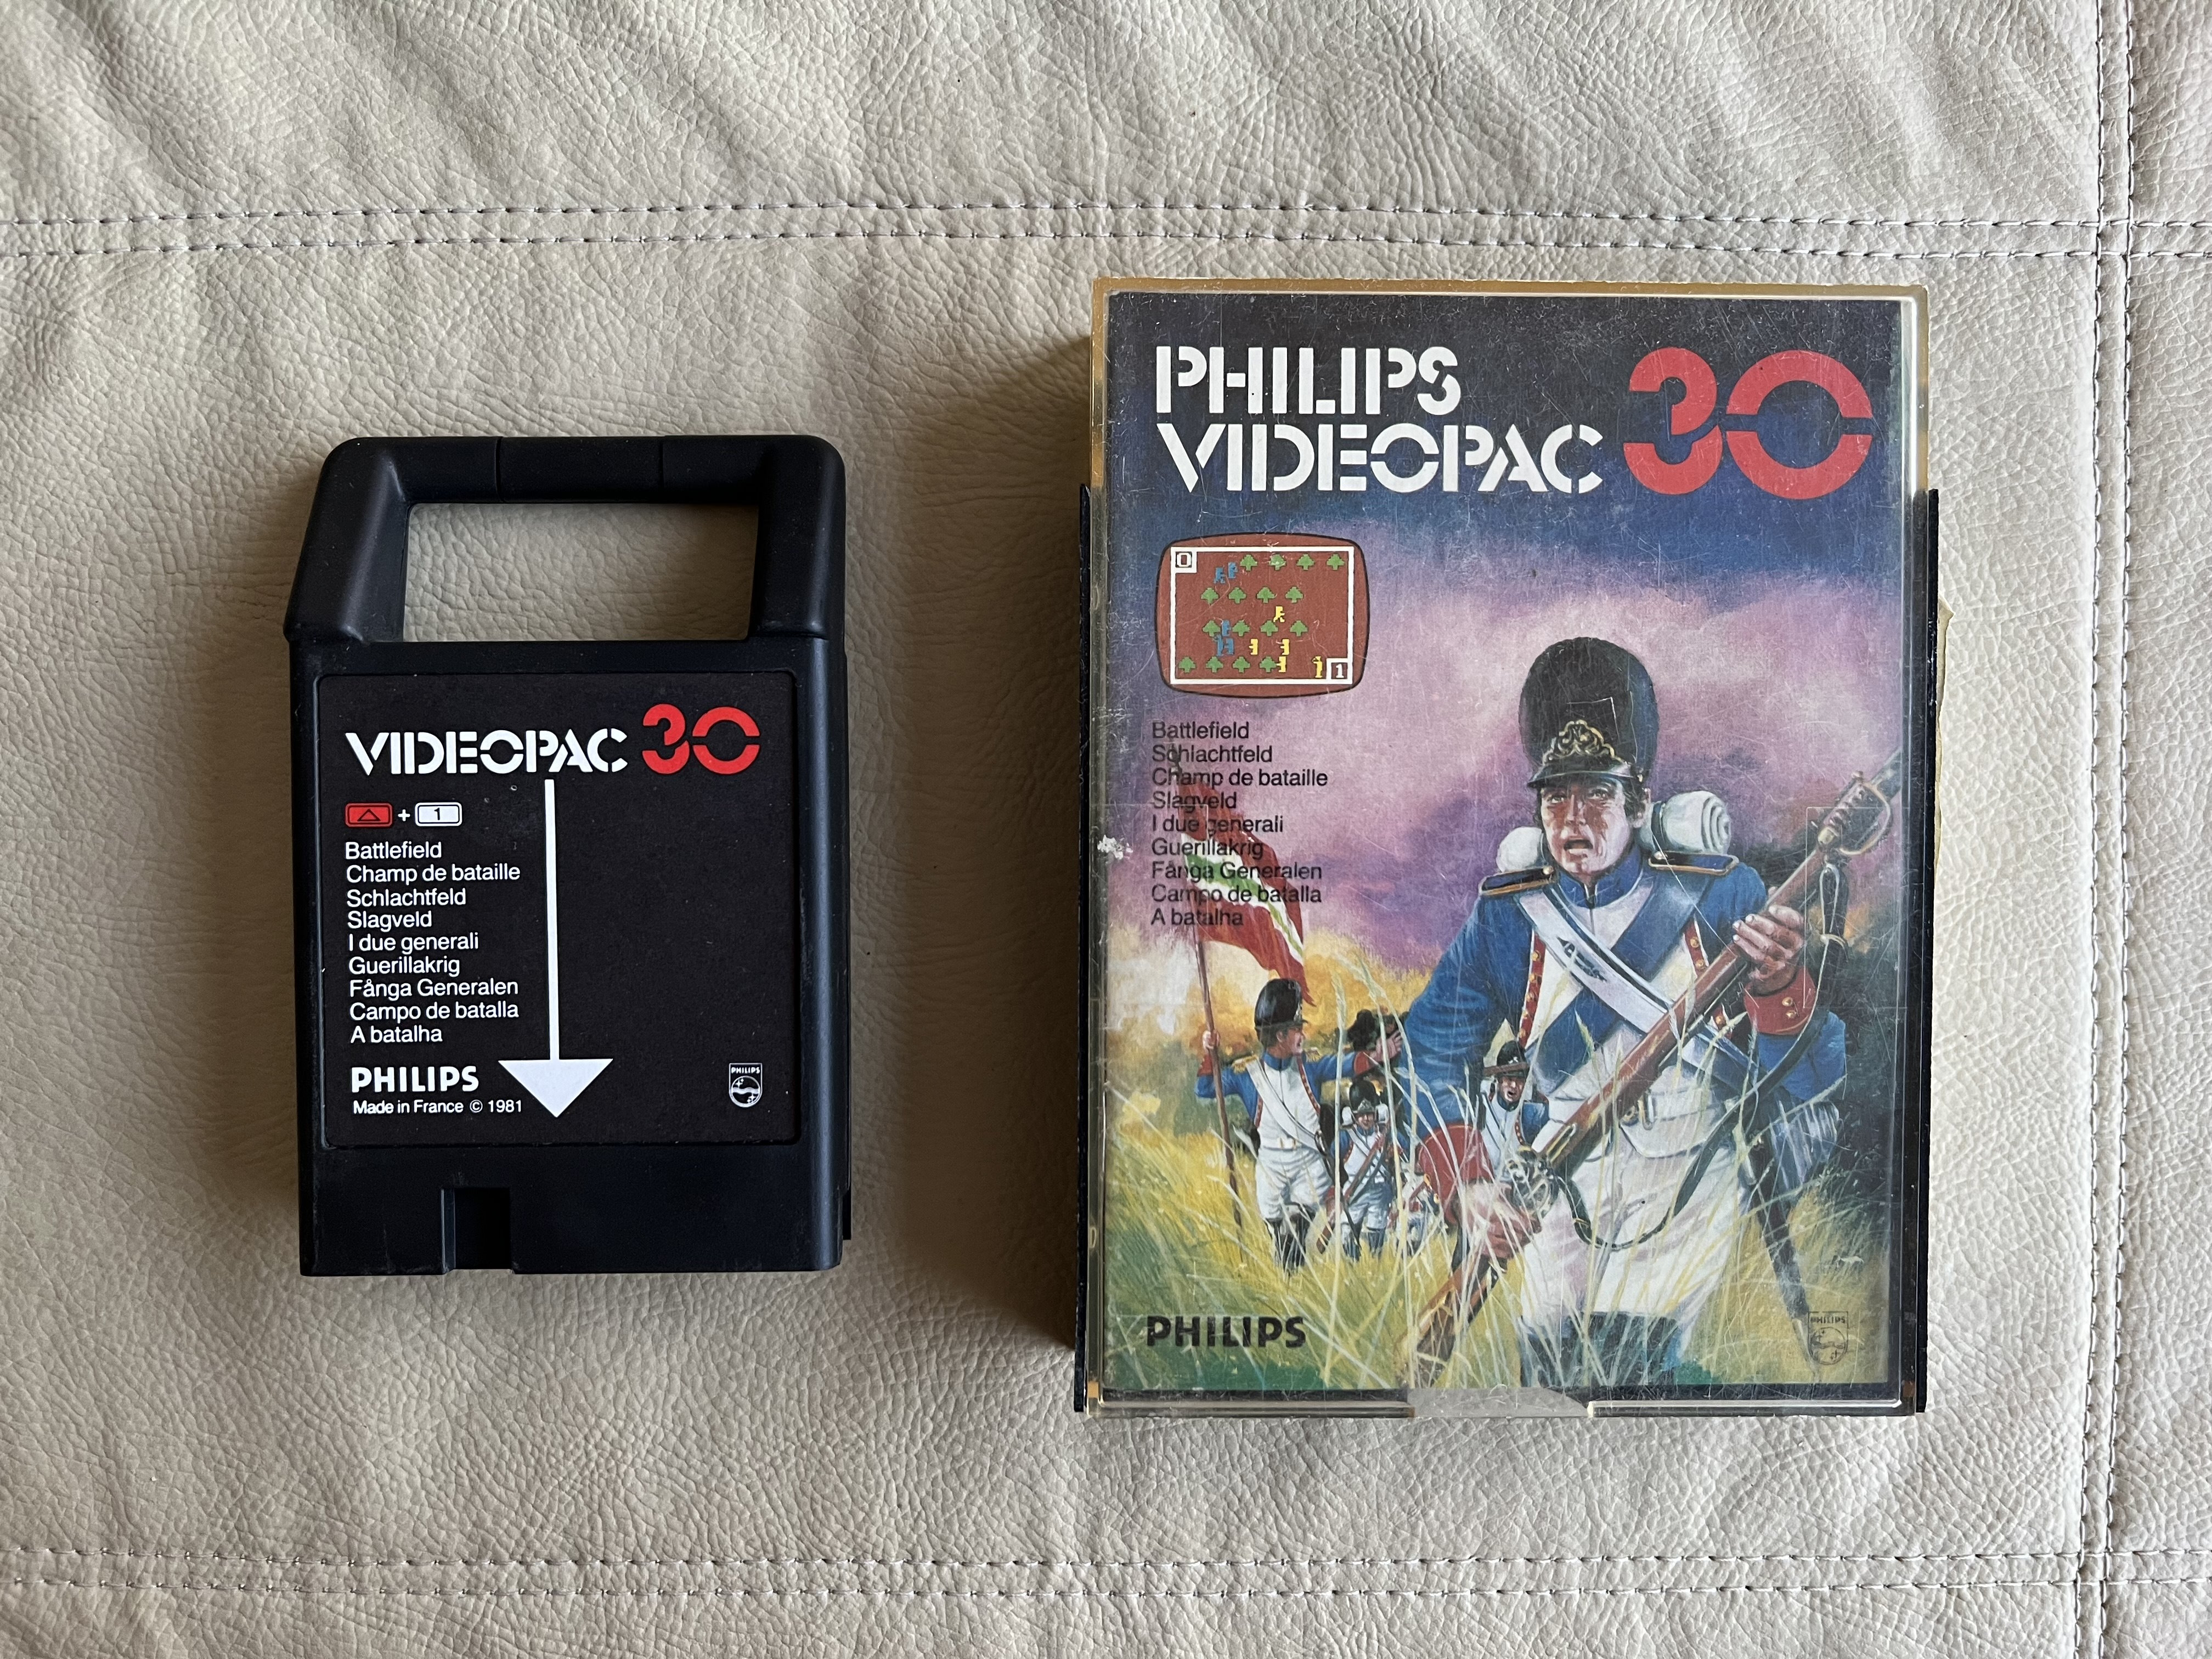 VIDEOPAC 30
+ 1
Battlefield
Champ de bataille
Schlachtfeld
Slagveld
I due generali
Guerillakrig
Fånga Generalen
Campo de batalla
A batalha
PHILIPS
Made in France © 1981
PHILIPS
PHILIPS
VIDEOPAC 30
0
1
Battlefield
Schlachtfeld
Champ de bataille
Slagveld
I due generali
Guerillakrig
Fånga Generalen
Campo de batalla
A batalha
PHILIPS
PHILIPS